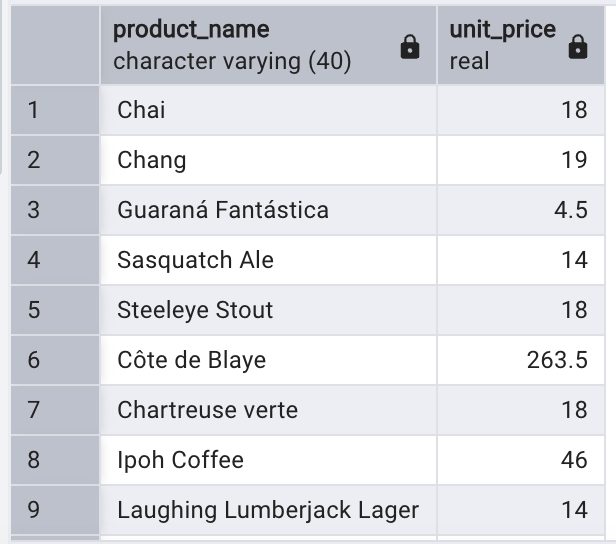 product_name unit_price
character varying (40) real
1 Chai 18
2 Chang 19
3 Guaraná Fantástica 4.5
4 Sasquatch Ale 14
5 Steeleye Stout 18
6 Côte de Blaye 263.5
7 Chartreuse verte 18
8 Ipoh Coffee 46
9 Laughing Lumberjack Lager 14